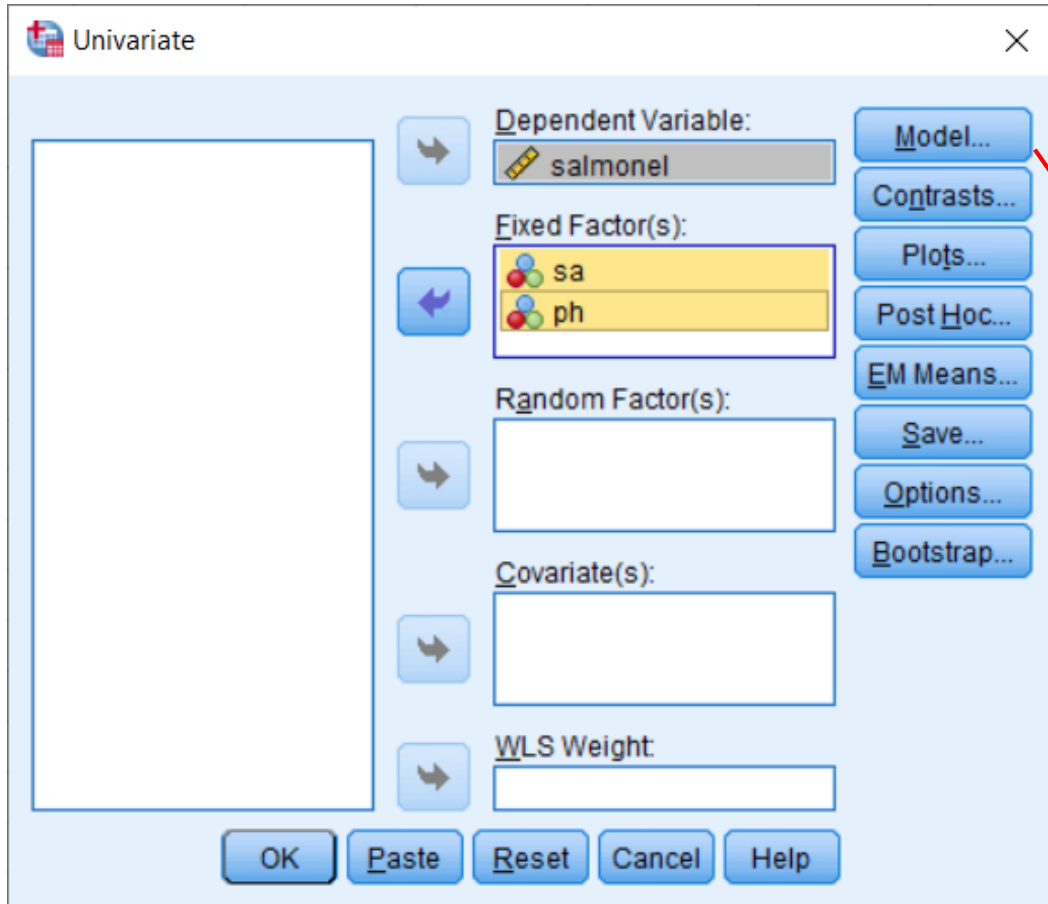 Univariate
Dependent Variable:
salmonel
Fixed Factor(s):
sa
ph
Random Factor(s):
Covariate(s):
WLS Weight:
Model...
Contrasts...
Plots...
Post Hoc...
EM Means...
Save...
Options...
Bootstrap...
OK Paste Reset Cancel Help